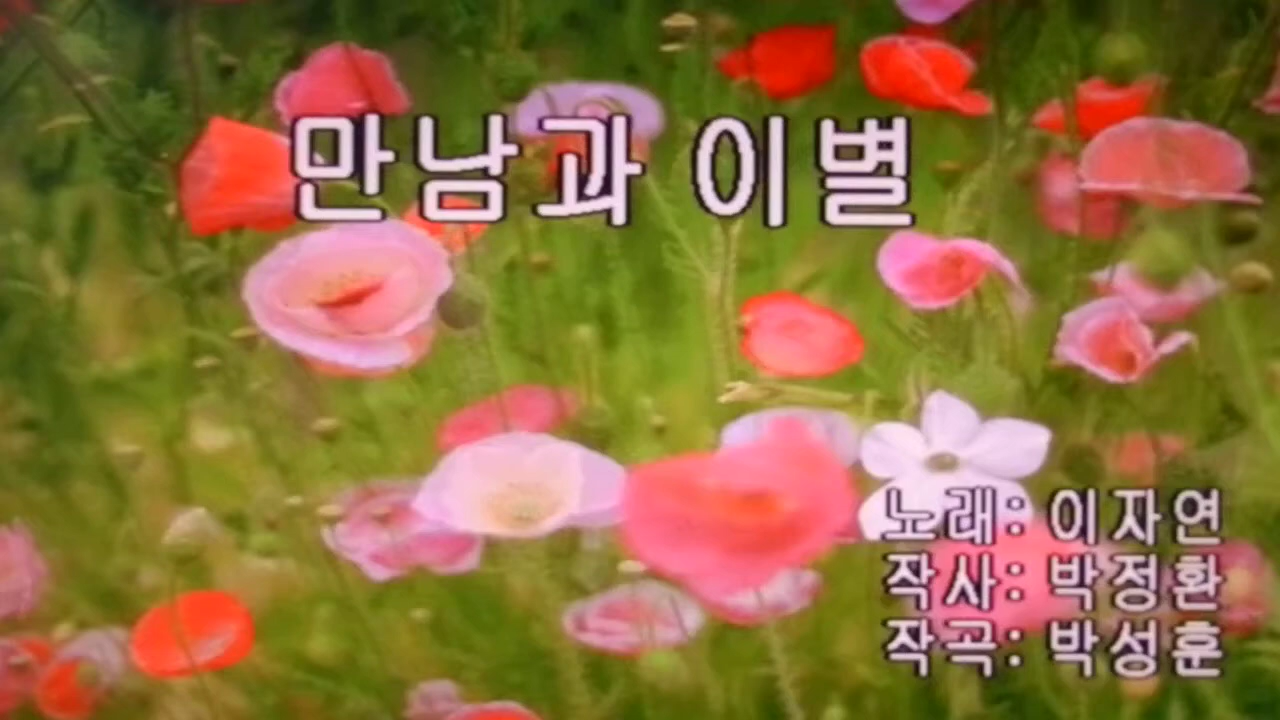 만남과 이별
노래: 이자연
작사: 박정환
작곡: 박성훈